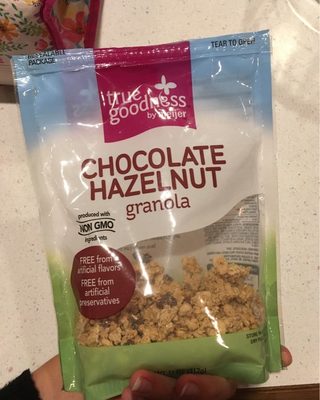 RESEALABLE
PACKAGE
TEAR TO OPEN
true
goodness
by meijer
CHOCOLATE
HAZELNUT
granola
produced with
NON GMO
ingredients
FREE from
artificial flavors
FREE from
artificial
preservatives